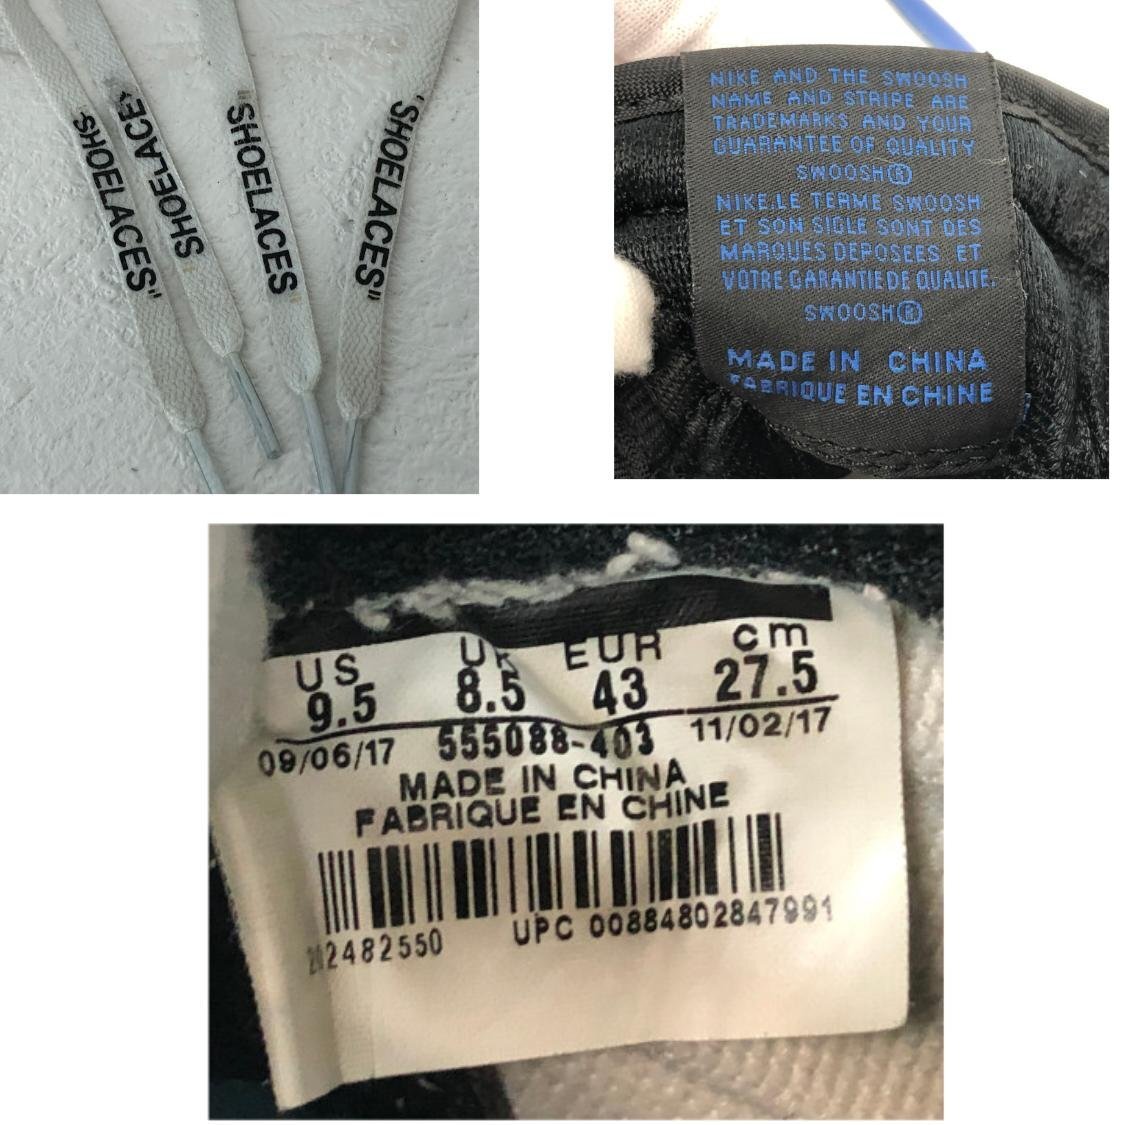 "SHOELACES"
"SHOELACES"
"SHOELACES"
NIKE AND THE SWOOSH
NAME AND STRIPE ARE
TRADEMARKS AND YOUR
GUARANTEE OF QUALITY
SWOOSH®
NIKE.LE TERME SWOOSH
ET SON SIGLE SONT DES
MARQUES DEPOSEES ET
VOTRE GARANTIE DE QUALITE.
SWOOSH®
MADE IN CHINA
FABRIQUE EN CHINE
US UK EUR cm
9.5 8.5 43 27.5
09/06/17 555088-403 11/02/17
MADE IN CHINA
FABRIQUE EN CHINE
UPC 00884802847991